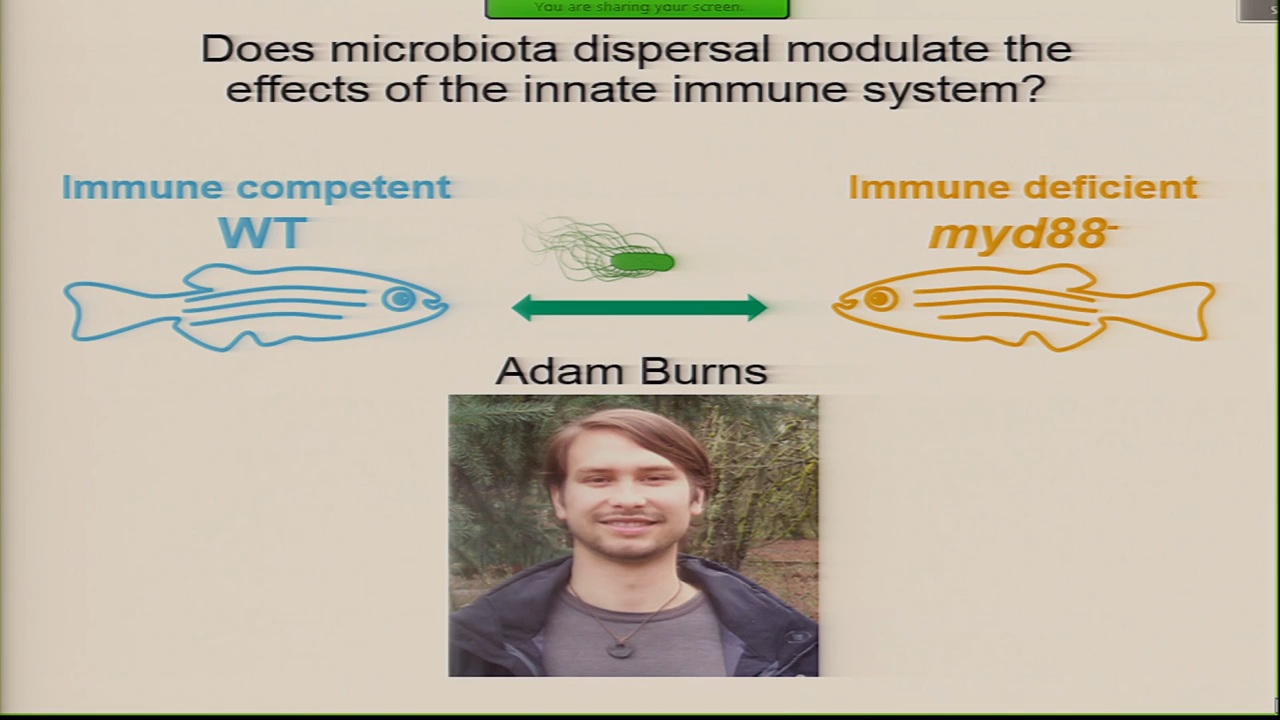 You are sharing your screen.
Does microbiota dispersal modulate the
effects of the innate immune system?
Immune competent
WT
Immune deficient
myd88-
Adam Burns